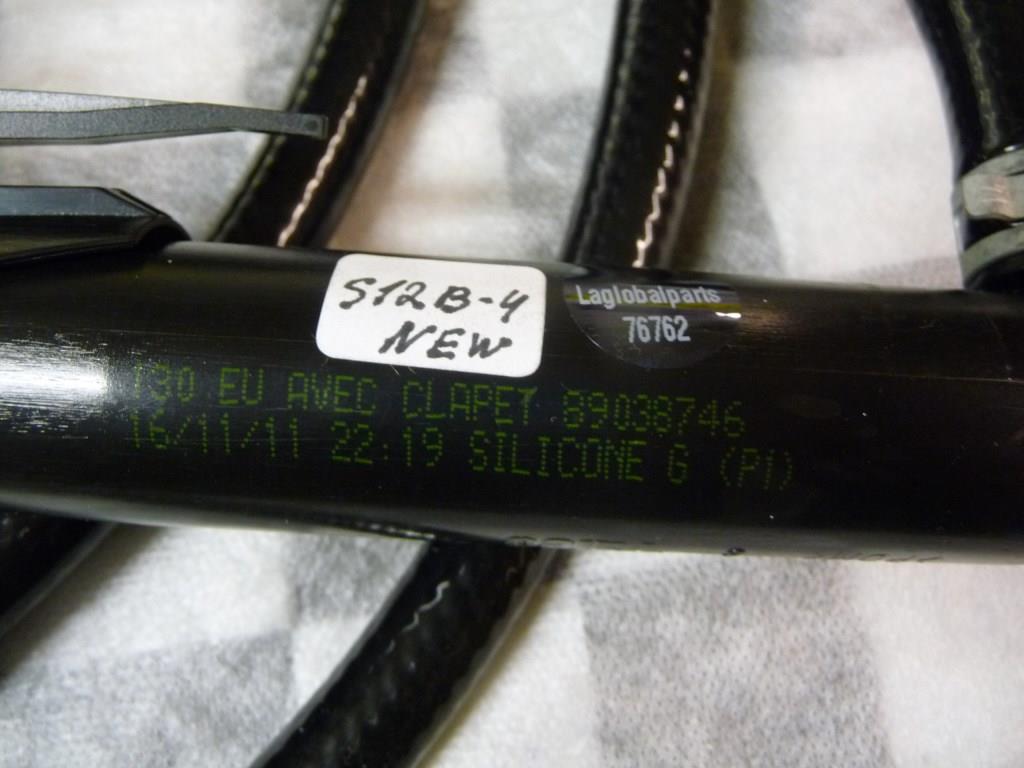 S12B-4
NEW
Laglobalparts
76762
130 EU AVEC CLAPET 89038746
16/11/11 22:19 SILICONE G (P1)